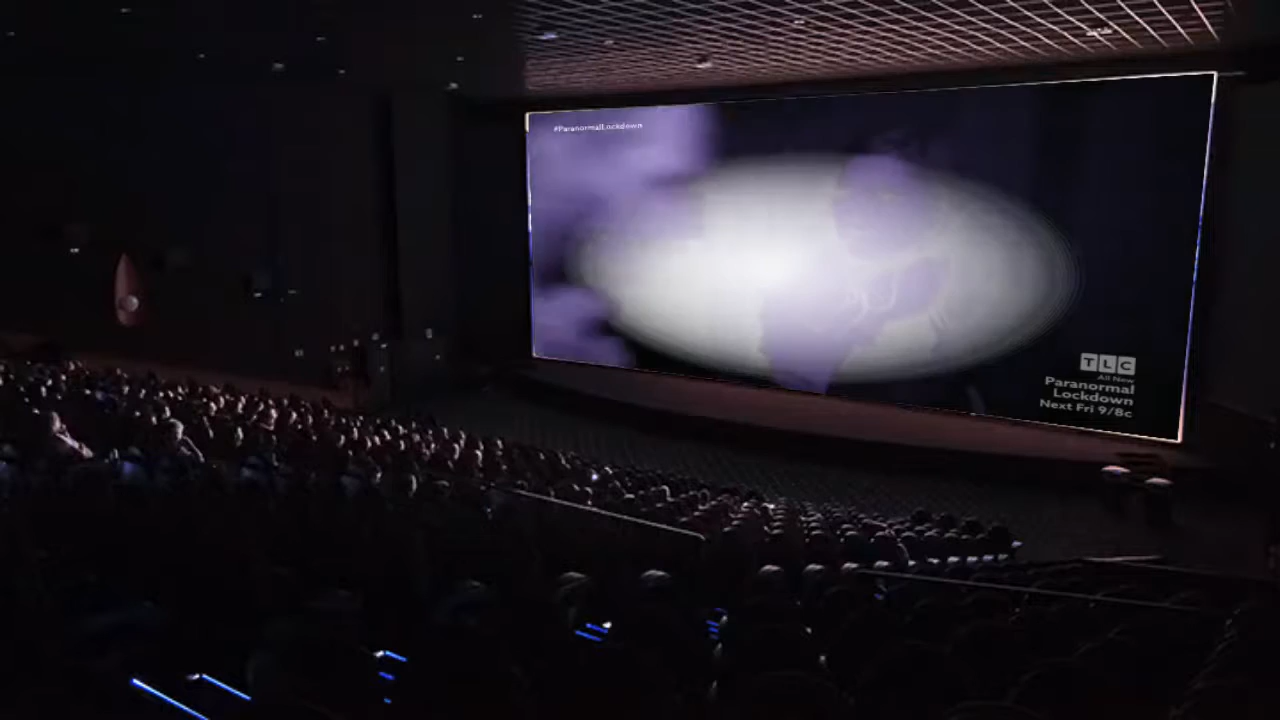 #ParanormalLockdown
TLC
All New
Paranormal
Lockdown
Next Fri 9/8c